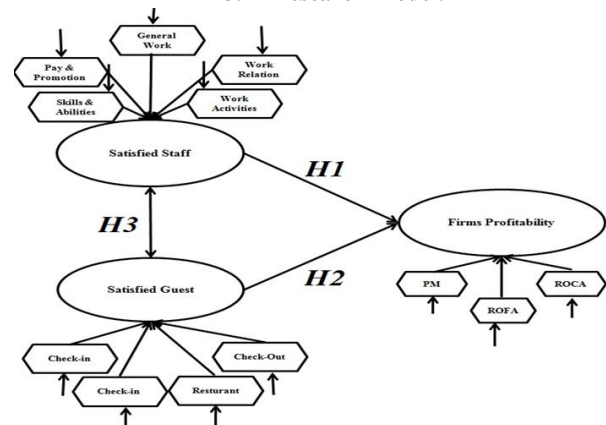 General
Work
Pay &
Promotion
Work
Relation
Skills &
Abilities
Work
Activities
Satisfied Staff
H1
H3
Firms Profitability
H2
Satisfied Guest
PM
ROFA
ROCA
Check-in
Check-Out
Check-in
Resturant